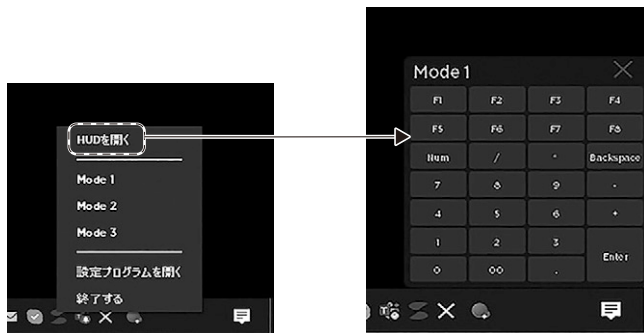 HUDを開く
Mode 1
Mode 2
Mode 3
設定プログラムを開く
終了する
Mode 1
F1 F2 F3 F4
F5 F6 F7 F8
Num / * Backspace
7 8 9 -
4 5 6 +
1 2 3
Enter
0 00 .